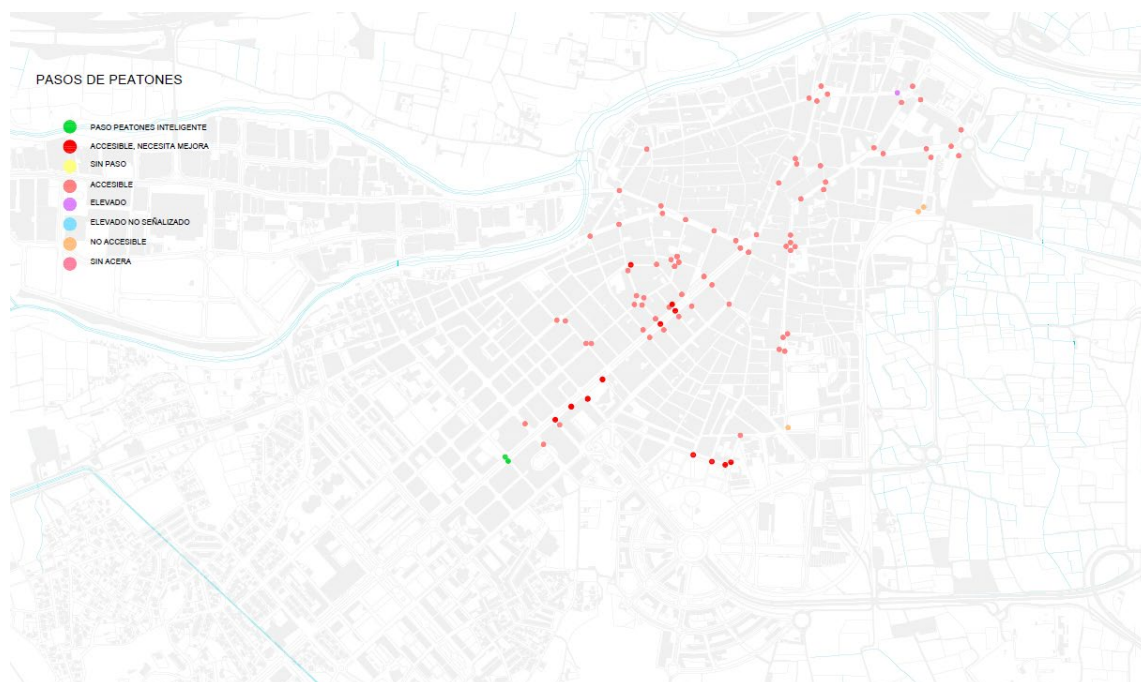 PASOS DE PEATONES
PASO PEATONES INTELIGENTE
ACCESIBLE, NECESITA MEJORA
SIN PASO
ACCESIBLE
ELEVADO
ELEVADO NO SEÑALIZADO
NO ACCESIBLE
SIN ACERA